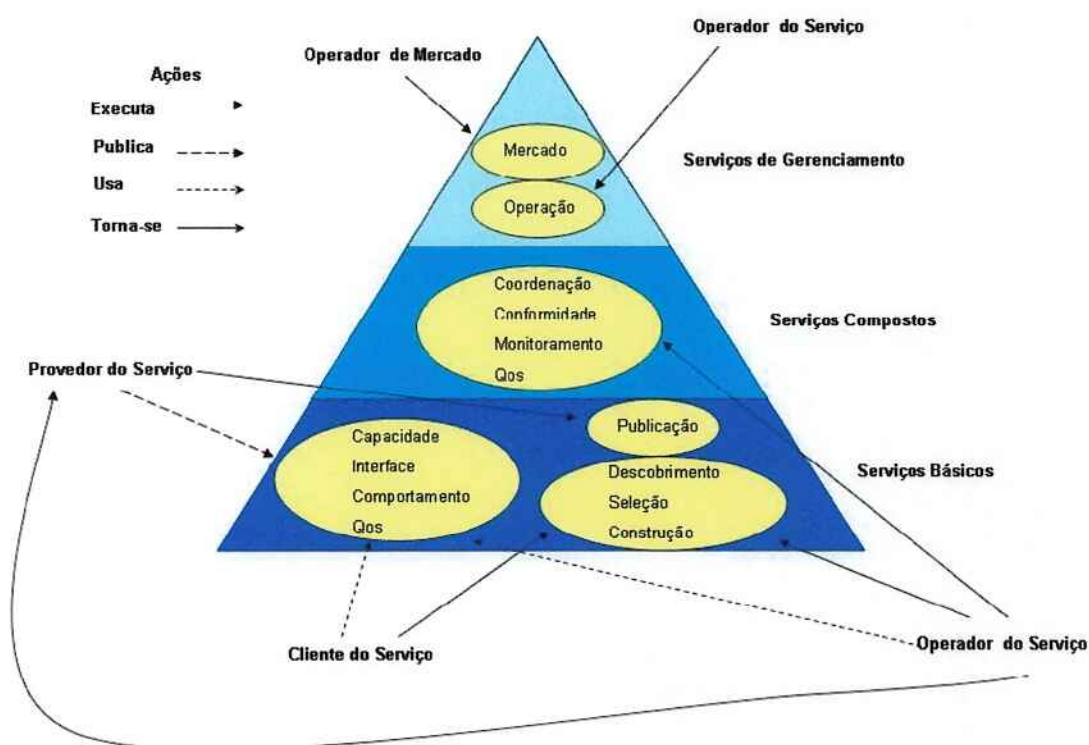 Operador do Serviço
Operador de Mercado
Ações
Executa
Publica
Usa
Torna-se
Mercado
Operação
Serviços de Gerenciamento
Coordenação
Conformidade
Monitoramento
Qos
Serviços Compostos
Provedor do Serviço
Capacidade
Interface
Comportamento
Qos
Publicação
Descobrimento
Seleção
Construção
Serviços Básicos
Cliente do Serviço
Operador do Serviço